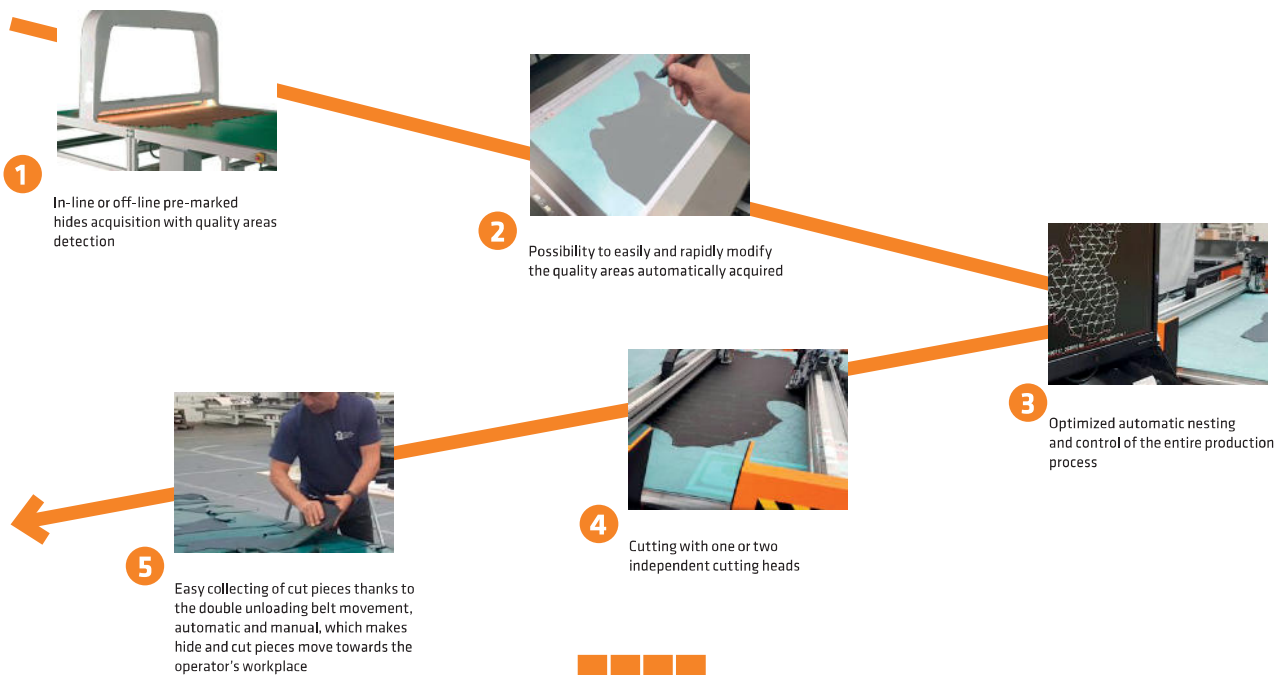 1
In-line or off-line pre-marked
hides acquisition with quality areas
detection
2
Possibility to easily and rapidly modify
the quality areas automatically acquired
3
Optimized automatic nesting
and control of the entire production
process
4
Cutting with one or two
independent cutting heads
5
Easy collecting of cut pieces thanks to
the double unloading belt movement,
automatic and manual, which makes
hide and cut pieces move towards the
operator's workplace